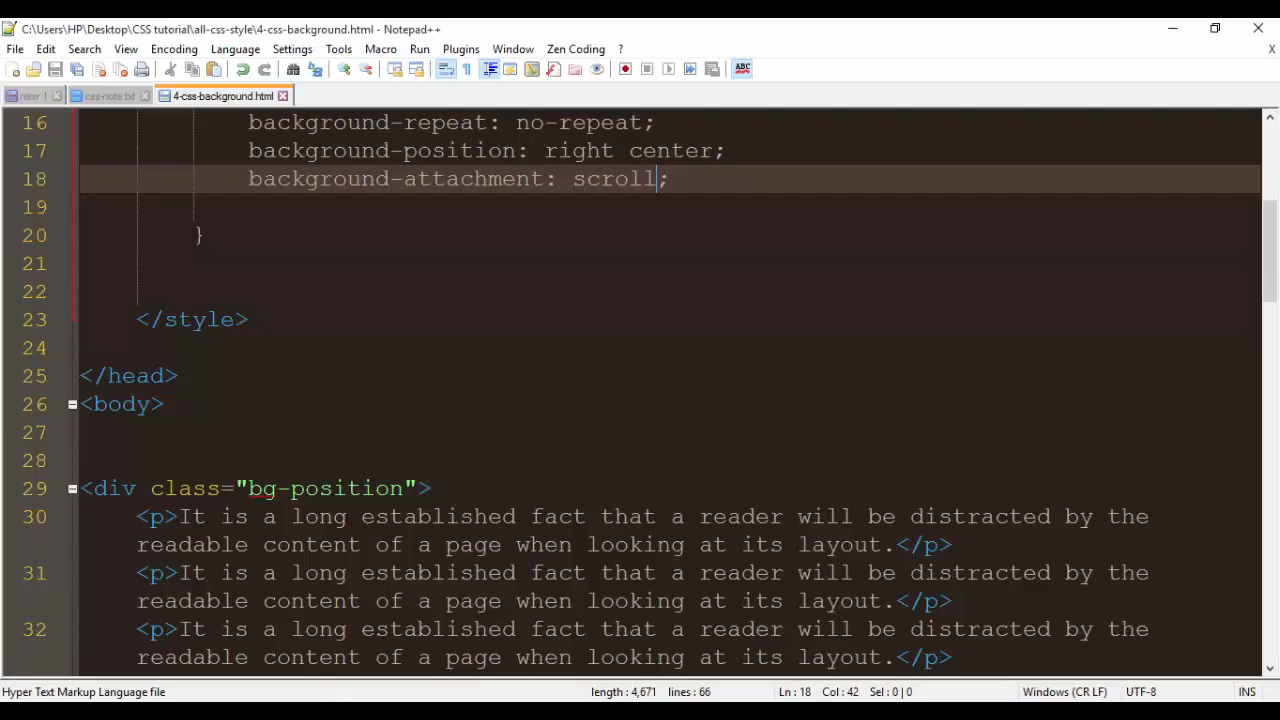 C:\Users\HP\Desktop\CSS tutorial\all-css-style\4-css-background.html - Notepad++
File Edit Search View Encoding Language Settings Tools Macro Run Plugins Window Zen Coding ? X
ABC
new 1 css-note.txt 4-css-background.html
16 background-repeat: no-repeat;
17 background-position: right center;
18 background-attachment: scroll;
19
20 }
21
22
23 </style>
24
25 </head>
26 <body>
27
28
29 <div class="bg-position">
30 <p>It is a long established fact that a reader will be distracted by the
readable content of a page when looking at its layout.</p>
31 <p>It is a long established fact that a reader will be distracted by the
readable content of a page when looking at its layout.</p>
32 <p>It is a long established fact that a reader will be distracted by the
readable content of a page when looking at its layout.</p>
Hyper Text Markup Language file length : 4,671 lines : 66 Ln : 18 Col : 42 Sel : 0 | 0 Windows (CR LF) UTF-8 INS